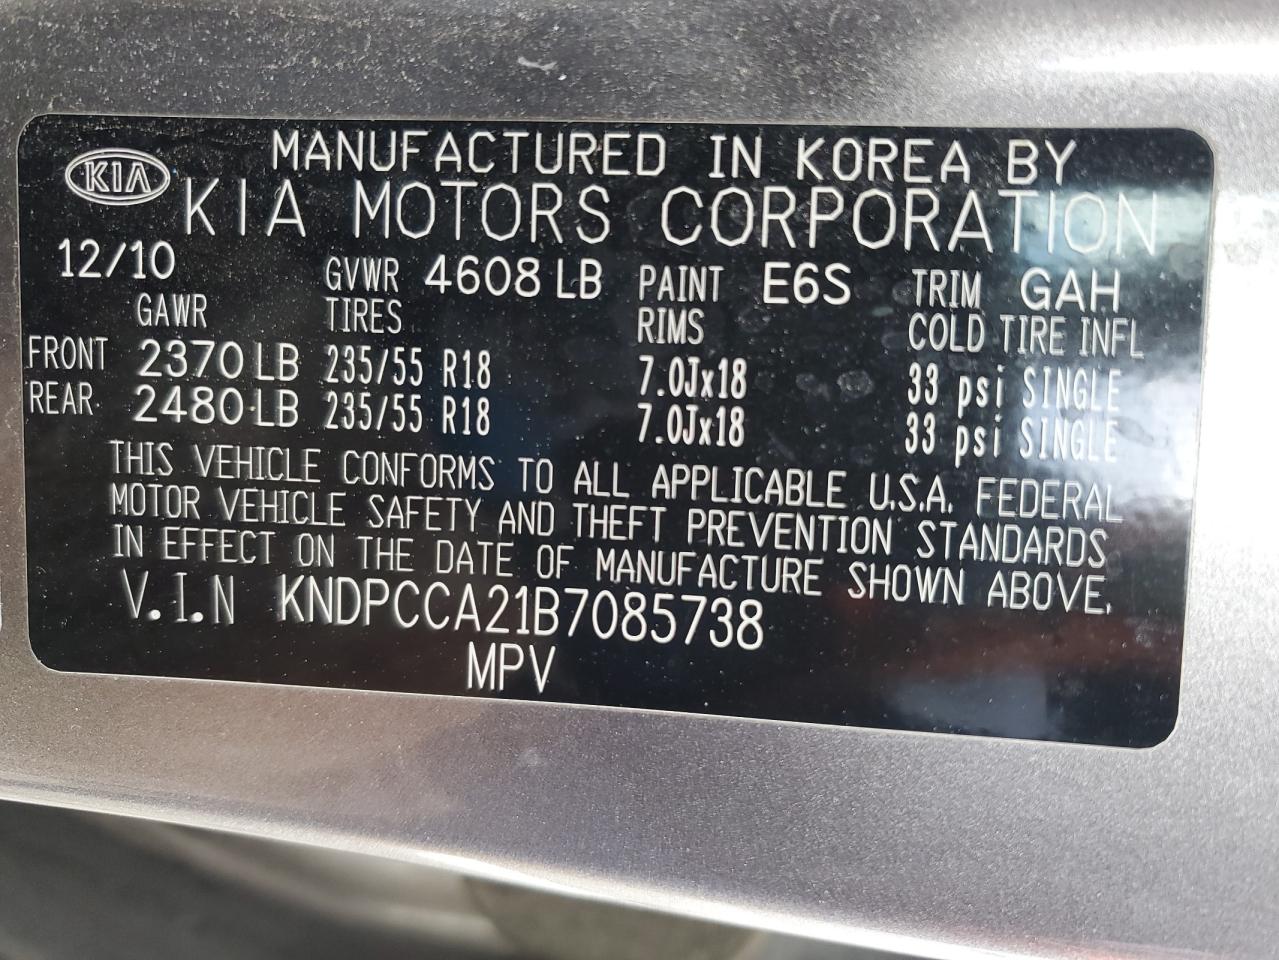 KIA MANUFACTURED IN KOREA BY
KIA MOTORS CORPORATION
12/10 GVWR 4608 LB PAINT E6S TRIM GAH
GAWR TIRES RIMS COLD TIRE INFL
FRONT 2370 LB 235/55 R18 7.0Jx18 33 psi SINGLE
REAR 2480 LB 235/55 R18 7.0Jx18 33 psi SINGLE
THIS VEHICLE CONFORMS TO ALL APPLICABLE U.S.A. FEDERAL
MOTOR VEHICLE SAFETY AND THEFT PREVENTION STANDARDS
IN EFFECT ON THE DATE OF MANUFACTURE SHOWN ABOVE.
V.I.N KNDPCCA21B7085738
MPV